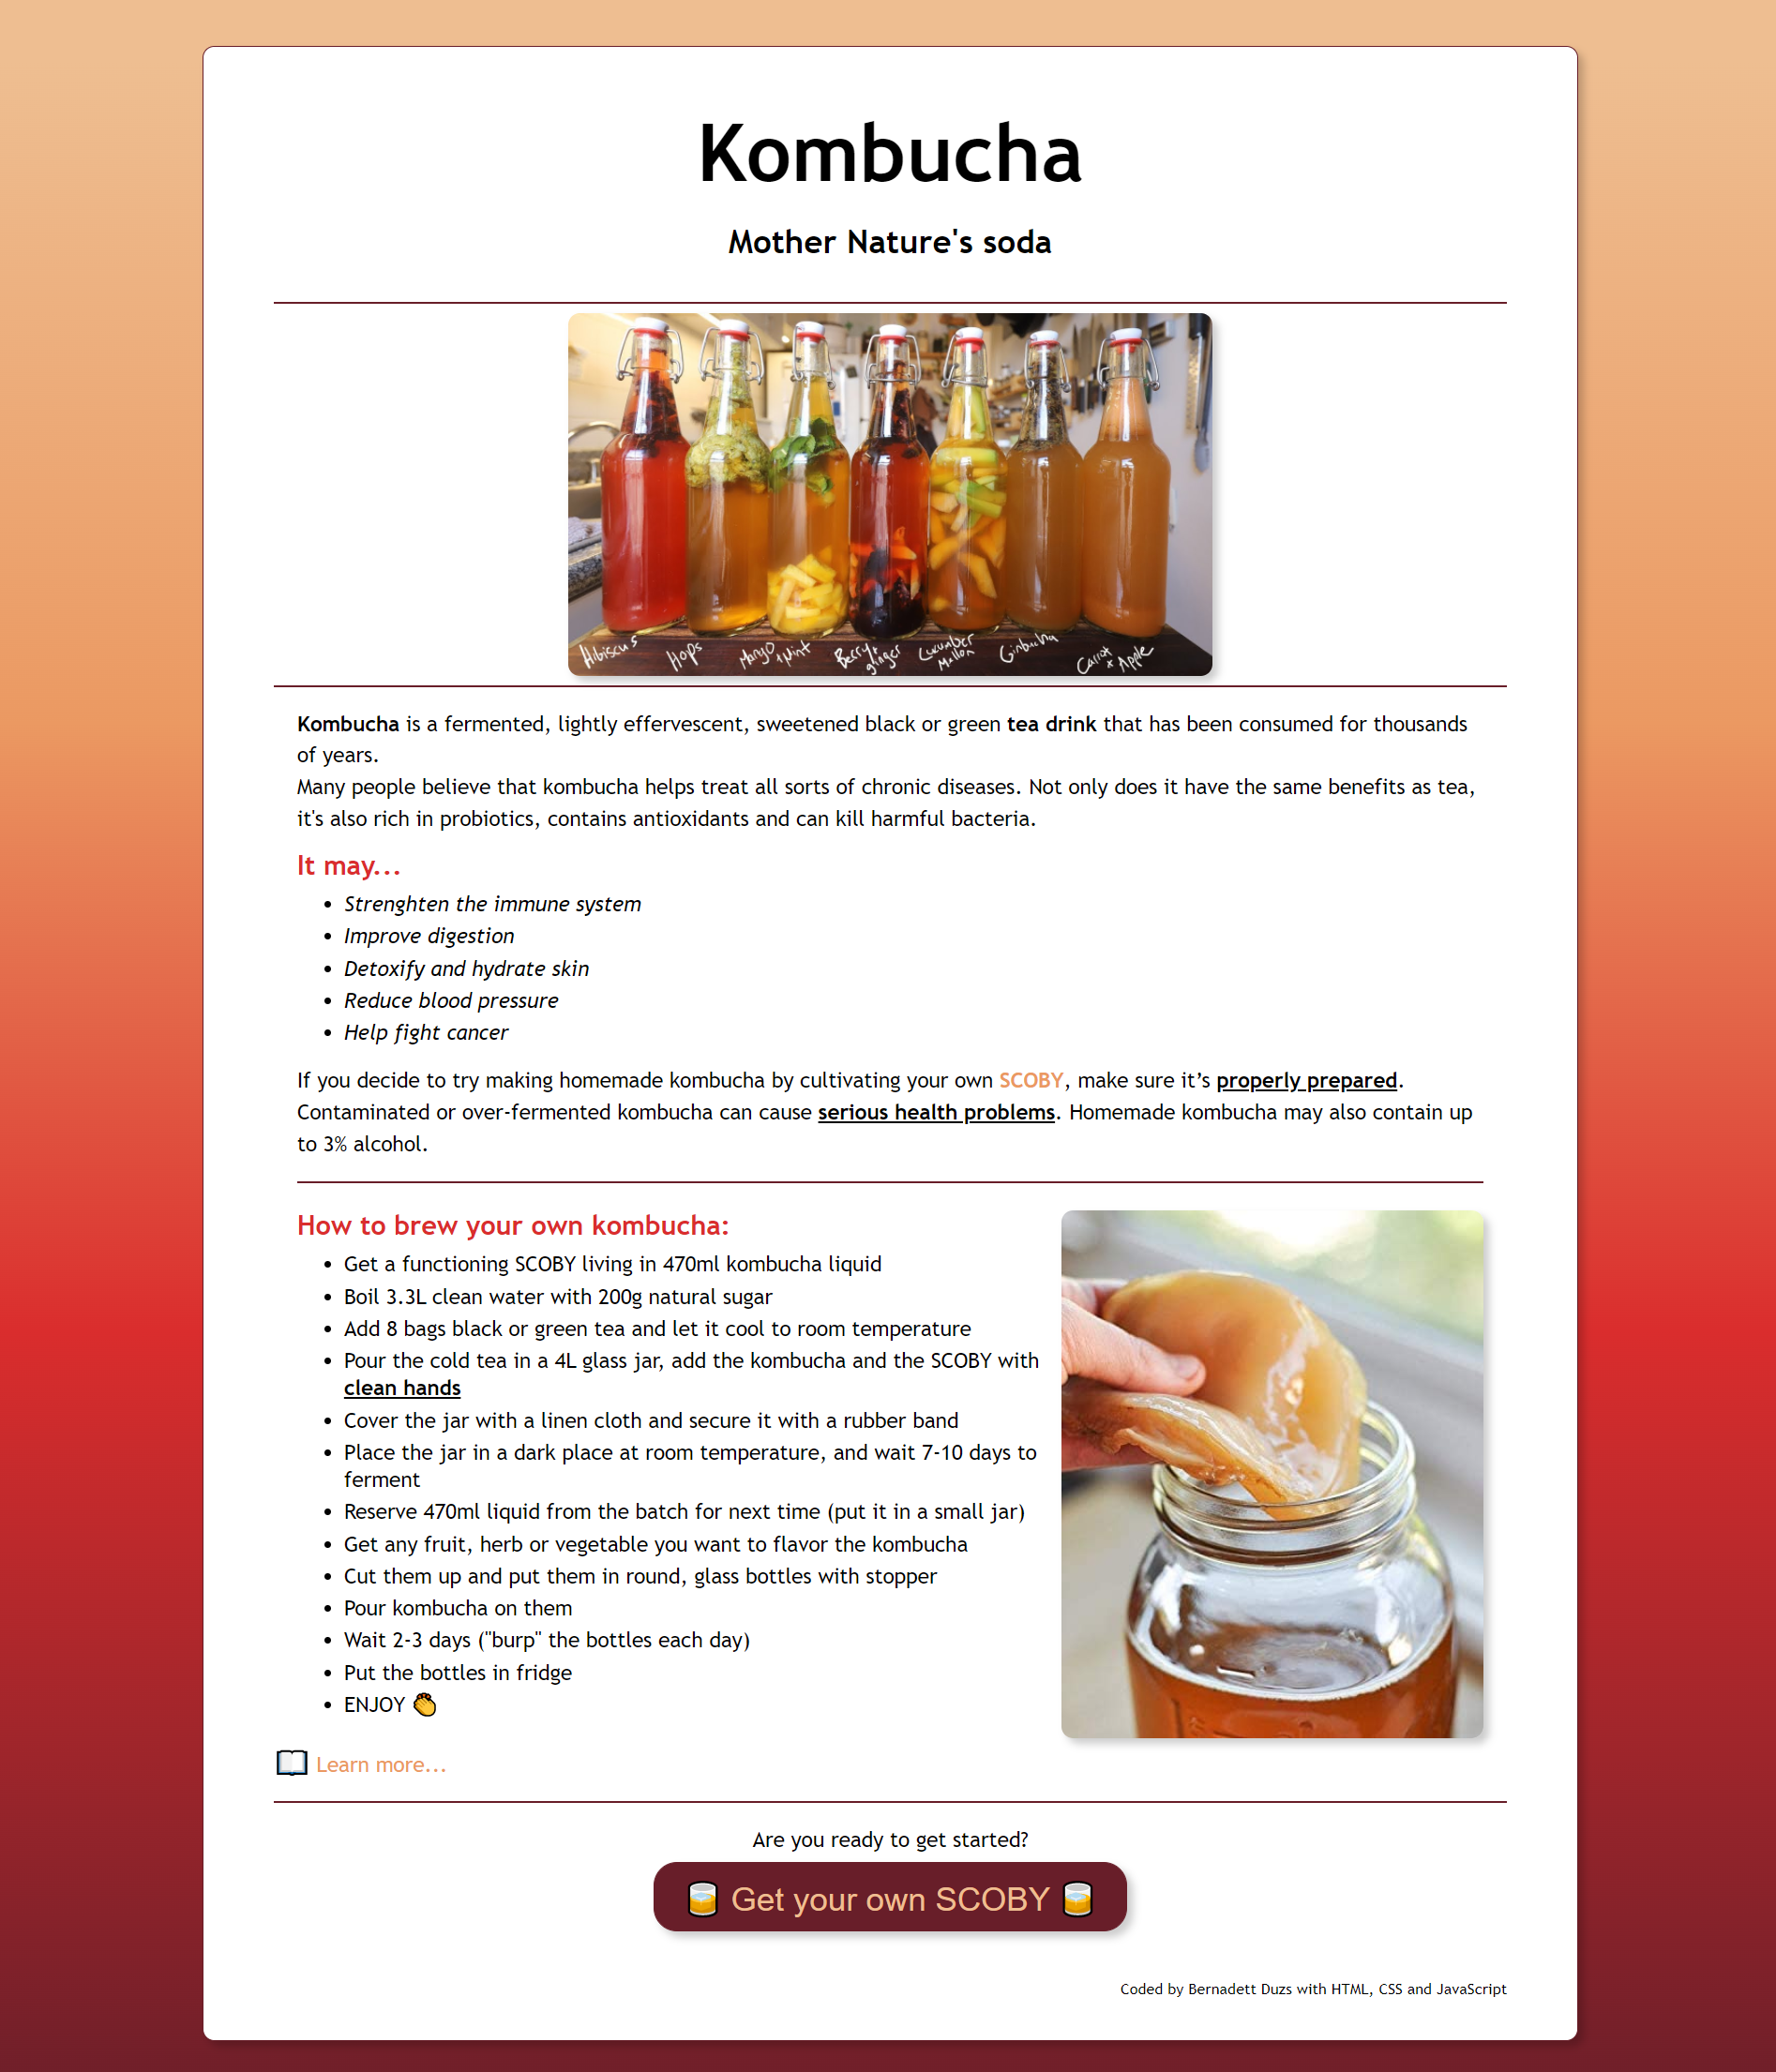 Kombucha
Mother Nature's soda
Hibiscus Hops Mango + Mint Berry + ginger Cucumber Mellon Ginbucha Carrot + Apple
Kombucha is a fermented, lightly effervescent, sweetened black or green tea drink that has been consumed for thousands
of years.
Many people believe that kombucha helps treat all sorts of chronic diseases. Not only does it have the same benefits as tea,
it's also rich in probiotics, contains antioxidants and can kill harmful bacteria.
It may...
• Strenghten the immune system
• Improve digestion
• Detoxify and hydrate skin
• Reduce blood pressure
• Help fight cancer
If you decide to try making homemade kombucha by cultivating your own SCOBY, make sure it’s properly prepared.
Contaminated or over-fermented kombucha can cause serious health problems. Homemade kombucha may also contain up
to 3% alcohol.
How to brew your own kombucha:
• Get a functioning SCOBY living in 470ml kombucha liquid
• Boil 3.3L clean water with 200g natural sugar
• Add 8 bags black or green tea and let it cool to room temperature
• Pour the cold tea in a 4L glass jar, add the kombucha and the SCOBY with
clean hands
• Cover the jar with a linen cloth and secure it with a rubber band
• Place the jar in a dark place at room temperature, and wait 7-10 days to
ferment
• Reserve 470ml liquid from the batch for next time (put it in a small jar)
• Get any fruit, herb or vegetable you want to flavor the kombucha
• Cut them up and put them in round, glass bottles with stopper
• Pour kombucha on them
• Wait 2-3 days ("burp" the bottles each day)
• Put the bottles in fridge
• ENJOY 👏
📖 Learn more...
Are you ready to get started?
🥃 Get your own SCOBY 🥃
Coded by Bernadett Duzs with HTML, CSS and JavaScript